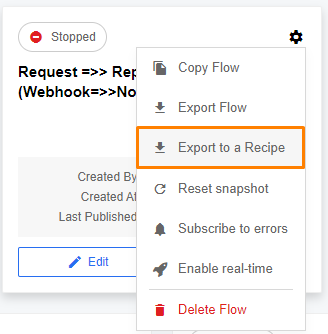 Stopped
Request =>> Rep
(Webhook=>>No
Created By
Created At
Last Published
Edit
Copy Flow
Export Flow
Export to a Recipe
Reset snapshot
Subscribe to errors
Enable real-time
Delete Flow